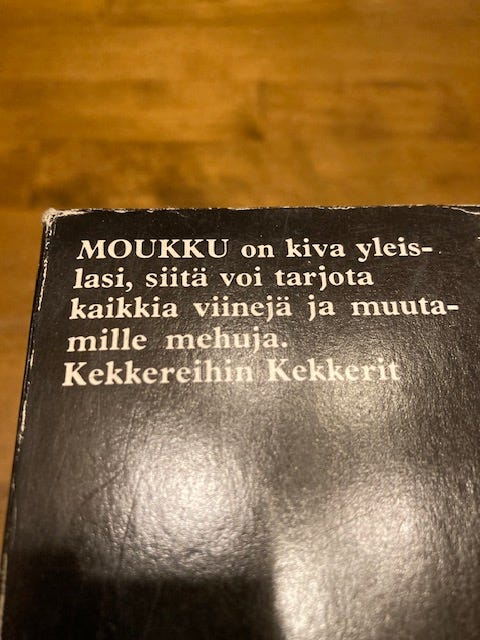 MOUKKU on kiva yleis-
lasi, siitä voi tarjota
kaikkia viinejä ja muuta-
mille mehuja.
Kekkereihin Kekkerit